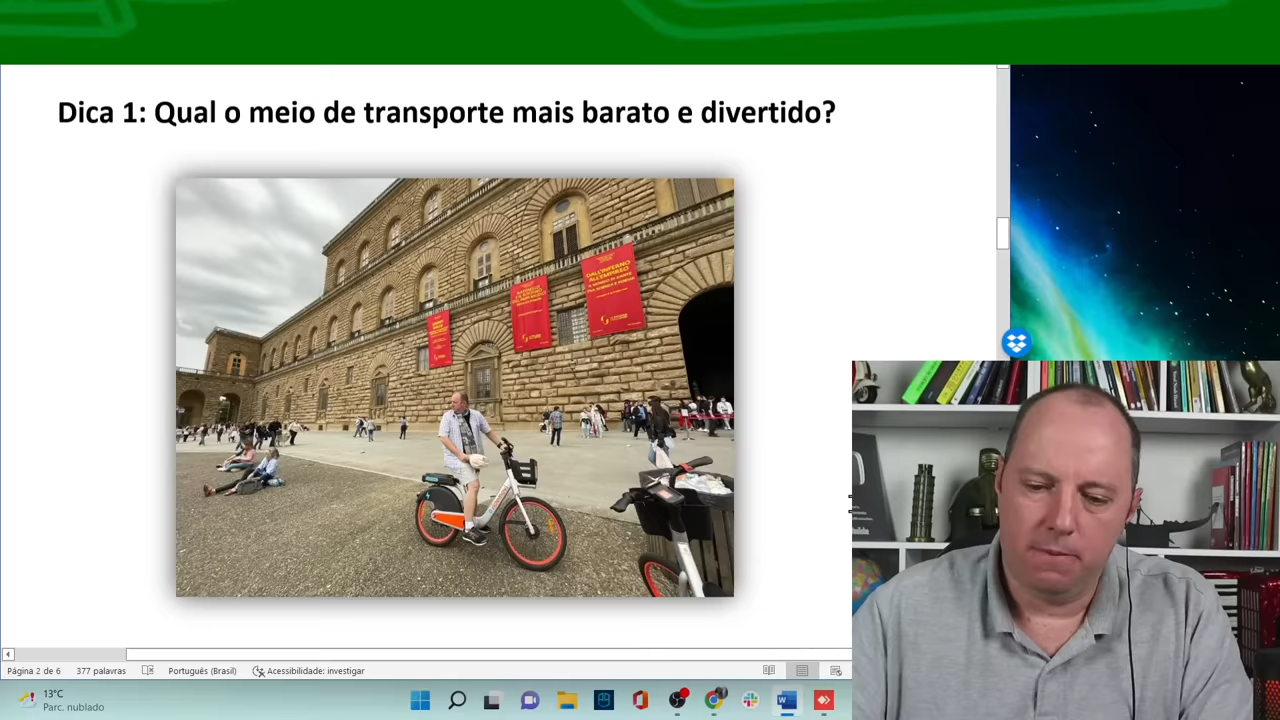 Dica 1: Qual o meio de transporte mais barato e divertido?
DALL'INFERNO
ALL'EMPIREO
Página 2 de 6
377 palavras
Português (Brasil)
Acessibilidade: investigar
13°C
Parc. nublado